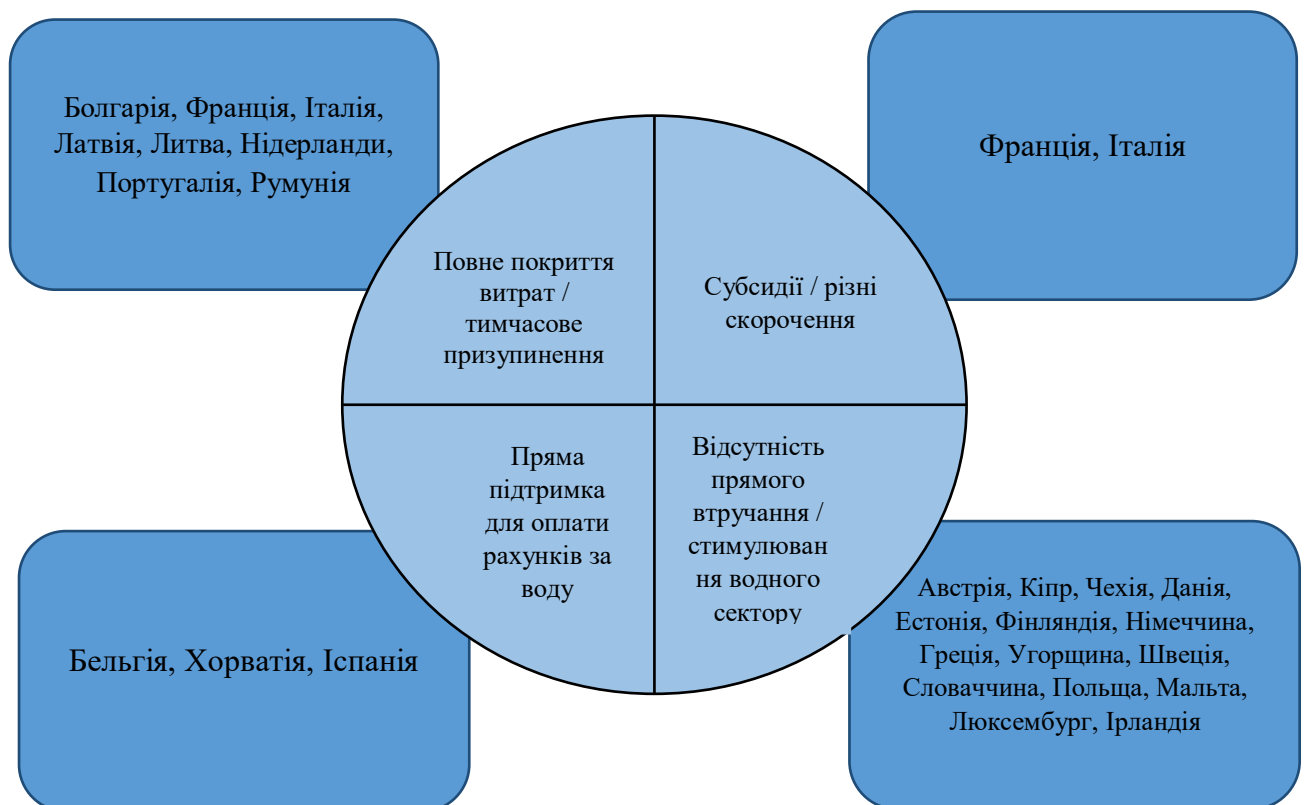 Болгарія, Франція, Італія,
Латвія, Литва, Нідерланди,
Португалія, Румунія
Франція, Італія
Повне покриття
витрат /
тимчасове
призупинення
Субсидії / різні
скорочення
Пряма
підтримка
для оплати
рахунків за
воду
Відсутність
прямого
втручання /
стимулюван
ня водного
сектору
Бельгія, Хорватія, Іспанія
Австрія, Кіпр, Чехія, Данія,
Естонія, Фінляндія, Німеччина,
Греція, Угорщина, Швеція,
Словаччина, Польща, Мальта,
Люксембург, Ірландія